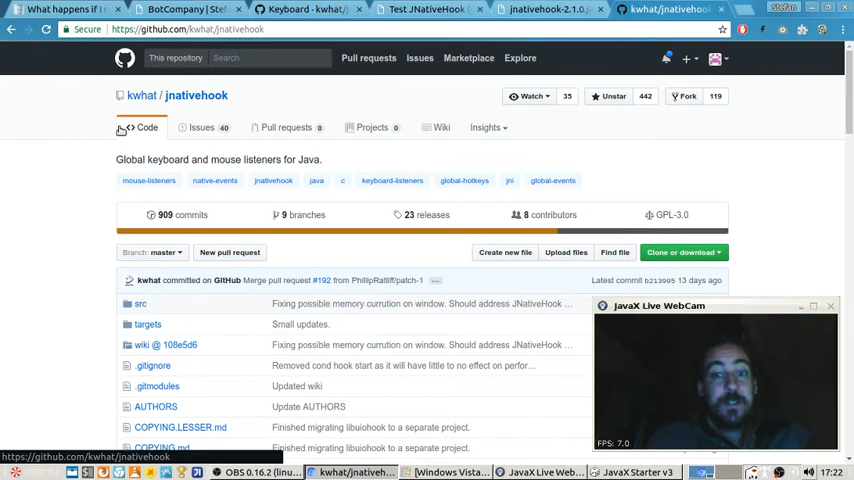 What happens if I
BotCompany | Stef
Keyboard · kwhat/j
Test JNativeHook (
jnativehook-2.1.0.j
kwhat/jnativehook
Stefan
Secure https://github.com/kwhat/jnativehook
This repository Search Pull requests Issues Marketplace Explore
kwhat / jnativehook
Watch 35 Unstar 442 Fork 119
Code Issues 40 Pull requests 0 Projects 0 Wiki Insights
Global keyboard and mouse listeners for Java.
mouse-listeners native-events jnativehook java c keyboard-listeners global-hotkeys jni global-events
909 commits 9 branches 23 releases 8 contributors GPL-3.0
Branch: master New pull request Create new file Upload files Find file Clone or download
kwhat committed on GitHub Merge pull request #192 from PhillipRatliff/patch-1 ... Latest commit b213905 13 days ago
src Fixing possible memory currution on window. Should address JNativeHook ...
targets Small updates.
wiki @ 108e5d6 Fixing possible memory currution on window. Should address JNativeHook ...
.gitignore Removed cond hook start as it will have little to no effect on perfor...
.gitmodules Updated wiki
AUTHORS Update AUTHORS
COPYING.LESSER.md Finished migrating libuiohook to a separate project.
COPYING.md Finished migrating libuiohook to a separate project.
JavaX Live WebCam
FPS: 7.0
https://github.com/kwhat/jnativehook
OBS 0.16.2 (linu... kwhat/jnativeh... [Windows Vista... JavaX Live Web... JavaX Starter v3 17:22